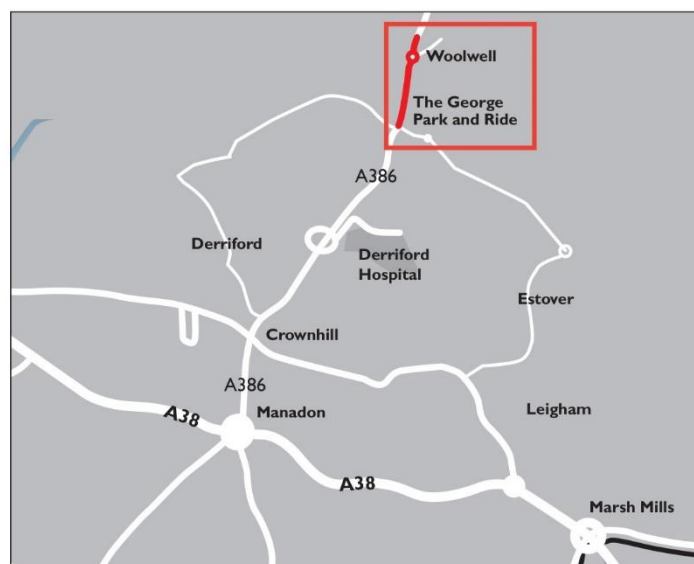 Woolwell
The George
Park and Ride
A386
Derriford
Derriford
Hospital
Estover
Crownhill
A386
A38
Manadon
Leigham
A38
Marsh Mills